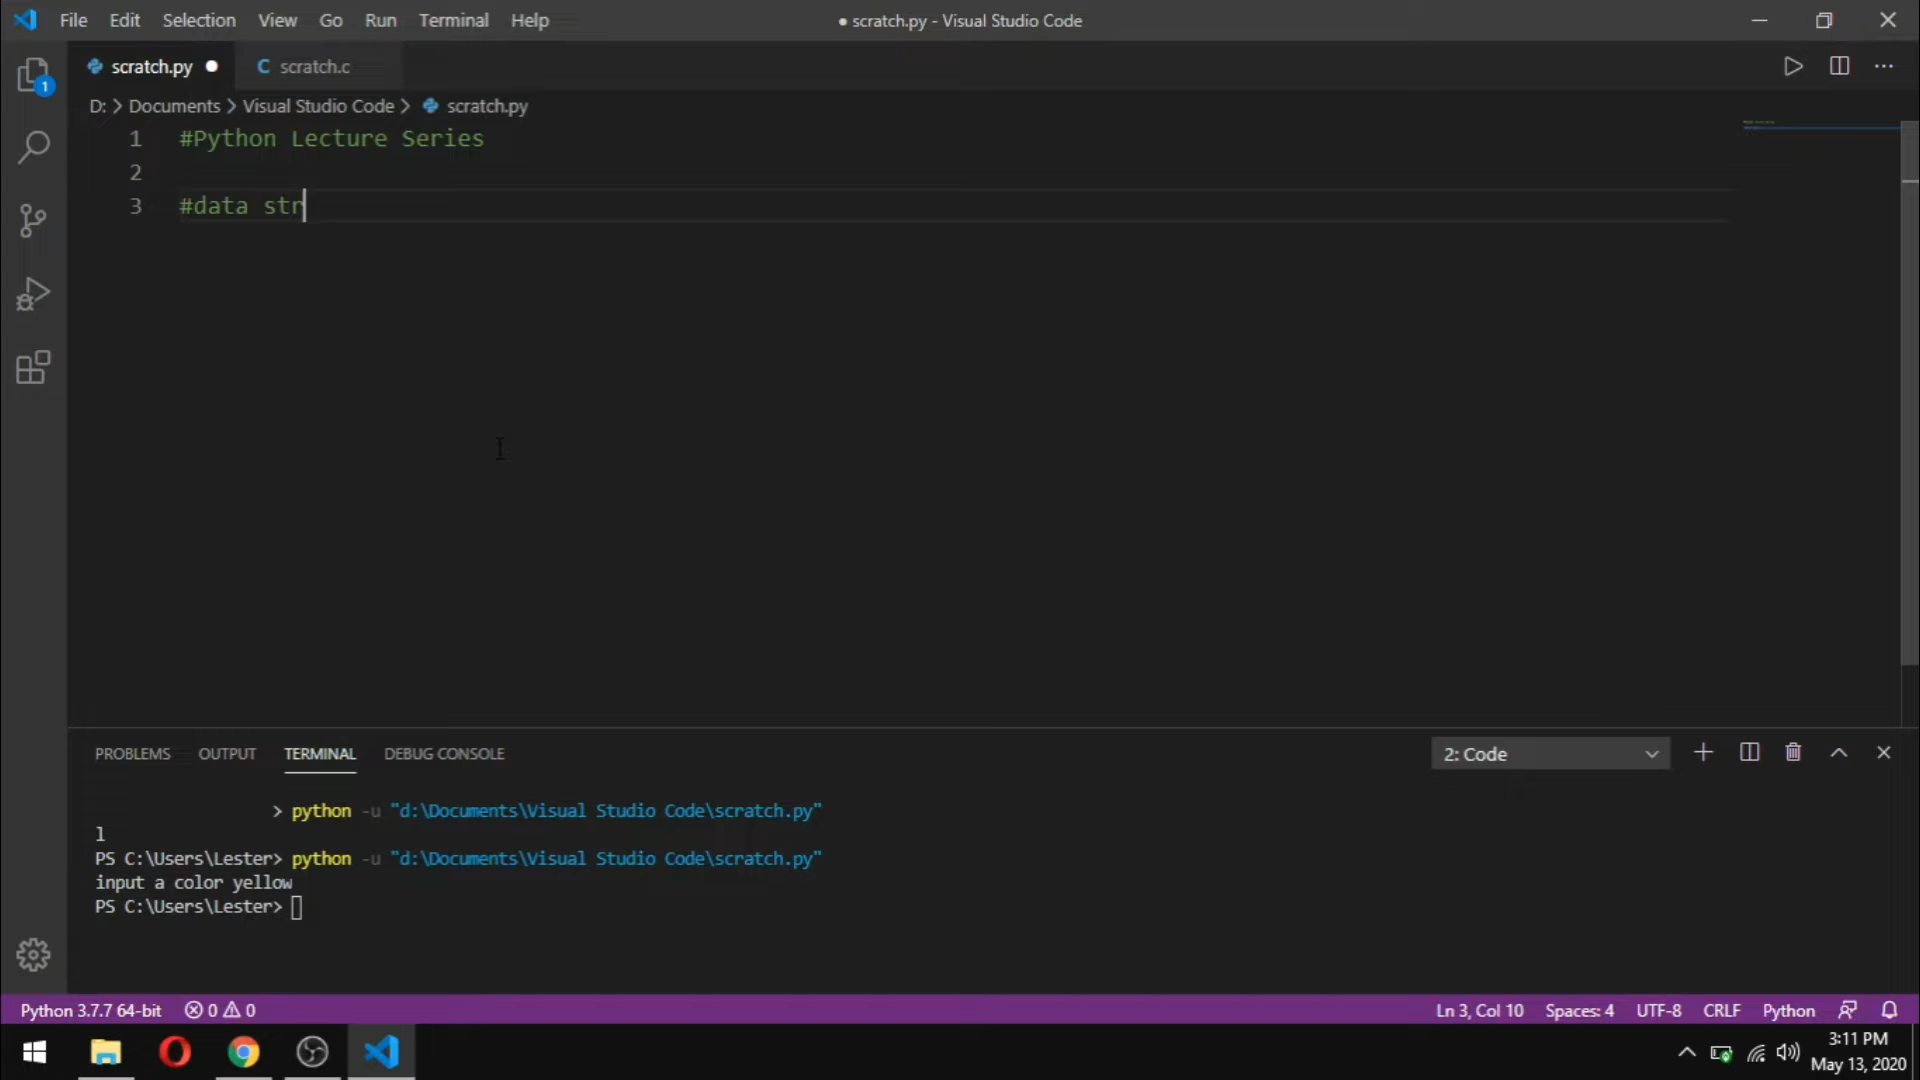 File Edit Selection View Go Run Terminal Help ● scratch.py - Visual Studio Code
scratch.py ● C scratch.c
1
D: > Documents > Visual Studio Code > scratch.py
1 #Python Lecture Series
2
3 #data str
PROBLEMS OUTPUT TERMINAL DEBUG CONSOLE 2: Code
> python -u "d:\Documents\Visual Studio Code\scratch.py"
l
PS C:\Users\Lester> python -u "d:\Documents\Visual Studio Code\scratch.py"
input a color yellow
PS C:\Users\Lester>
Python 3.7.7 64-bit 0 0 Ln 3, Col 10 Spaces: 4 UTF-8 CRLF Python
3:11 PM
May 13, 2020